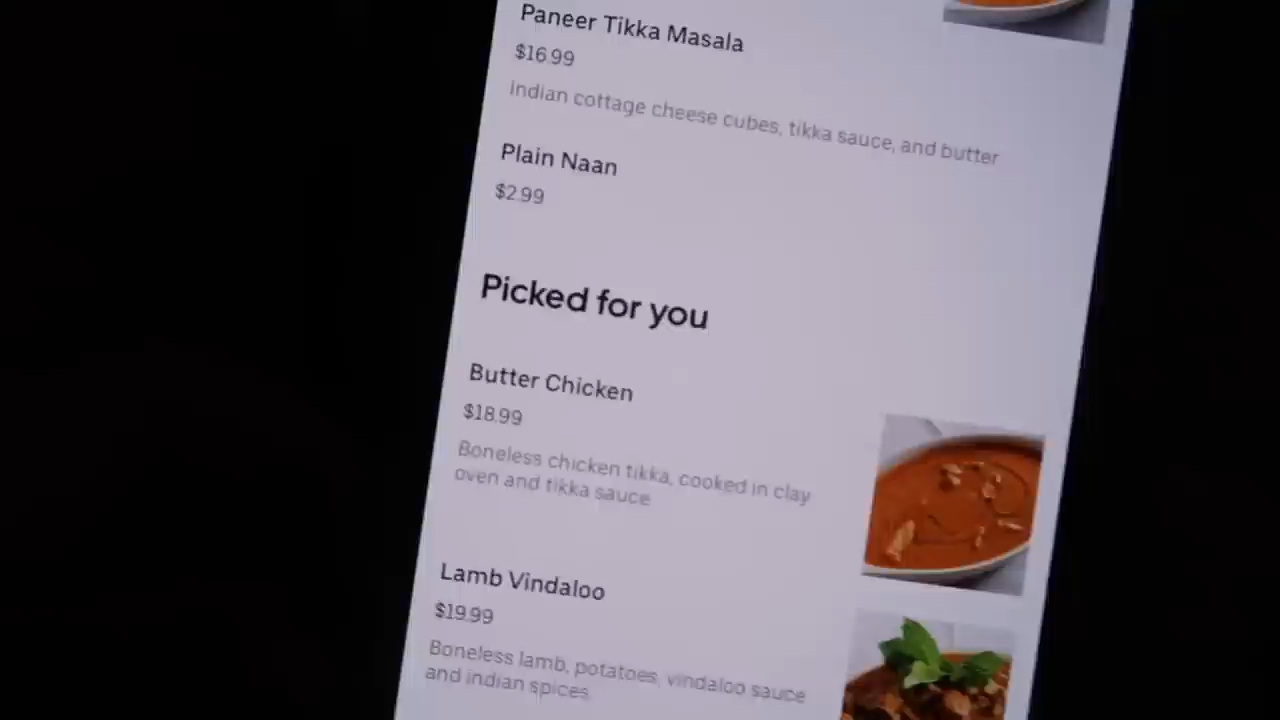 Paneer Tikka Masala
$16.99
Indian cottage cheese cubes, tikka sauce, and butter
Plain Naan
$2.99
Picked for you
Butter Chicken
$18.99
Boneless chicken tikka, cooked in clay
oven and tikka sauce
Lamb Vindaloo
$19.99
Boneless lamb, potatoes, vindaloo sauce
and indian spices